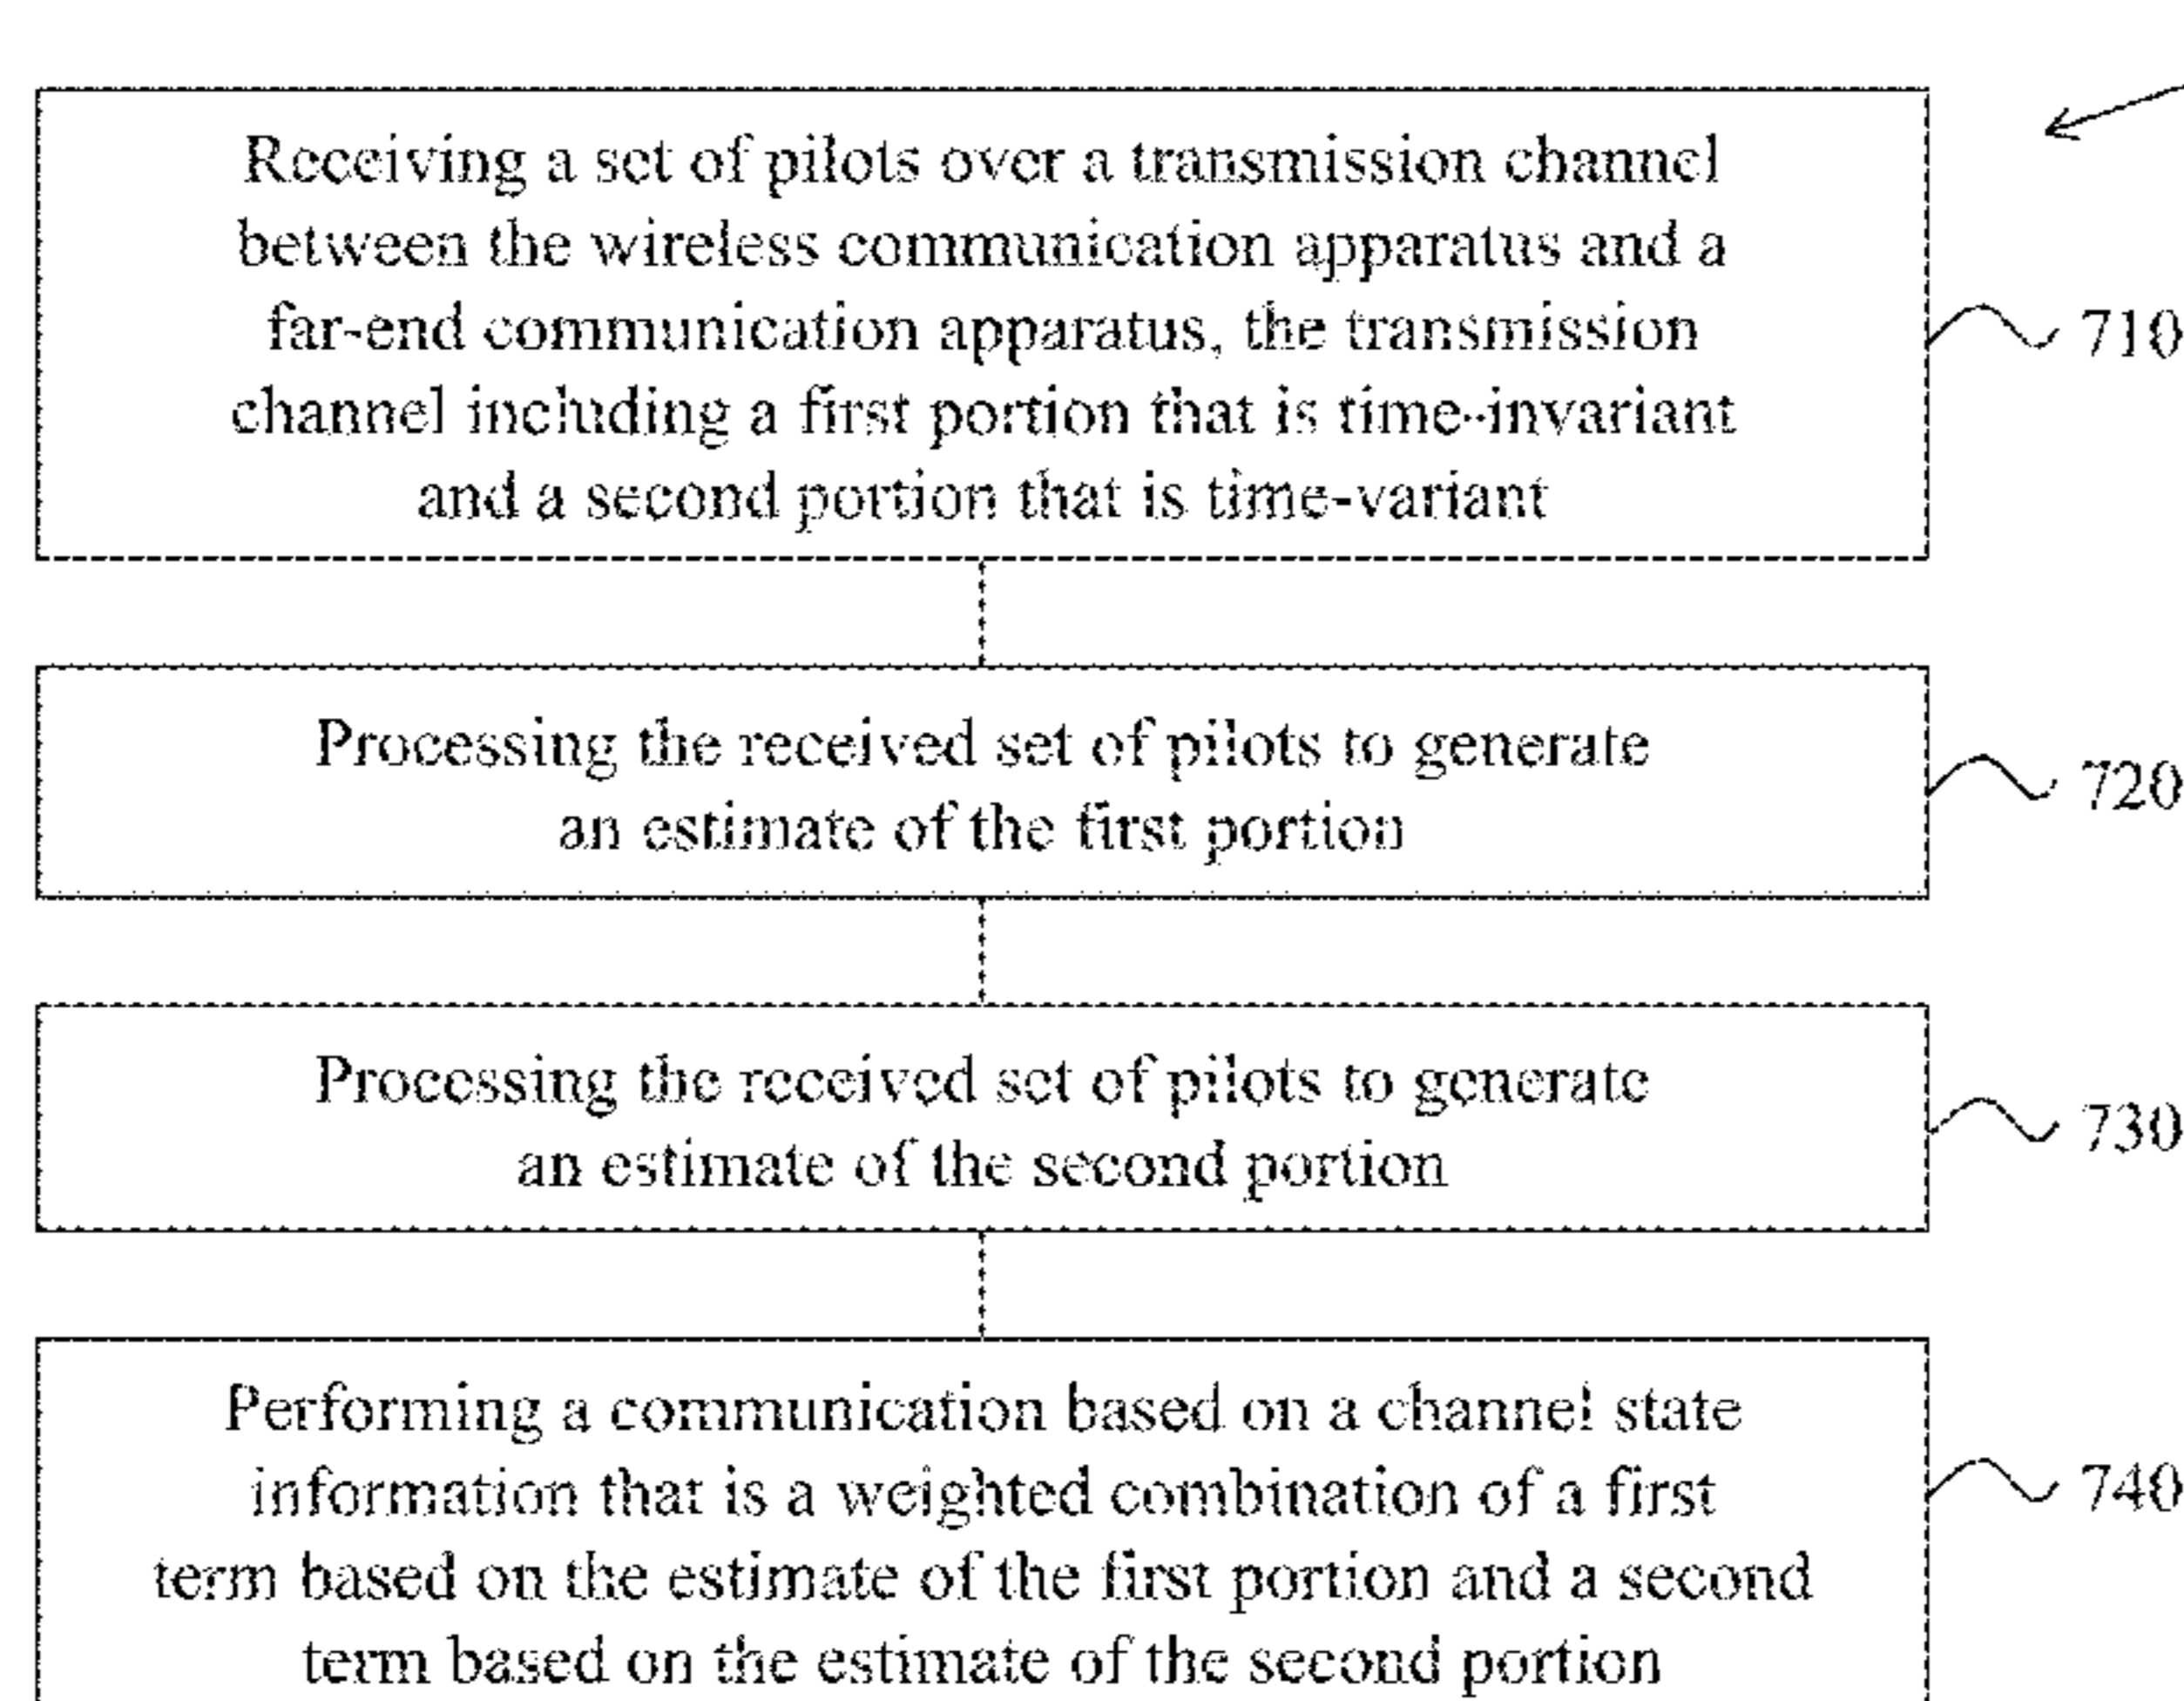 Receiving a set of pilots over a transmission channel
between the wireless communication apparatus and a
far-end communication apparatus, the transmission
channel including a first portion that is time-invariant
and a second portion that is time-variant
710
Processing the received set of pilots to generate
an estimate of the first portion
720
Processing the received set of pilots to generate
an estimate of the second portion
730
Performing a communication based on a channel state
information that is a weighted combination of a first
term based on the estimate of the first portion and a second
term based on the estimate of the second portion
740